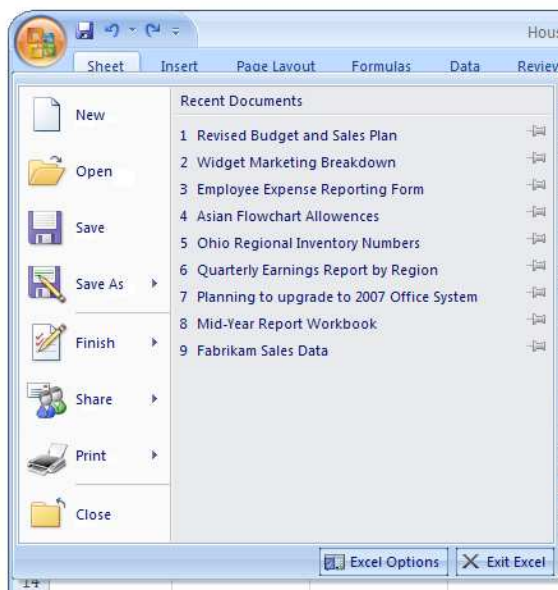 Hous
Sheet Insert Page Layout Formulas Data Review
New
Open
Save
Save As
Finish
Share
Print
Close
Recent Documents
1 Revised Budget and Sales Plan
2 Widget Marketing Breakdown
3 Employee Expense Reporting Form
4 Asian Flowchart Allowences
5 Ohio Regional Inventory Numbers
6 Quarterly Earnings Report by Region
7 Planning to upgrade to 2007 Office System
8 Mid-Year Report Workbook
9 Fabrikam Sales Data
Excel Options Exit Excel
14